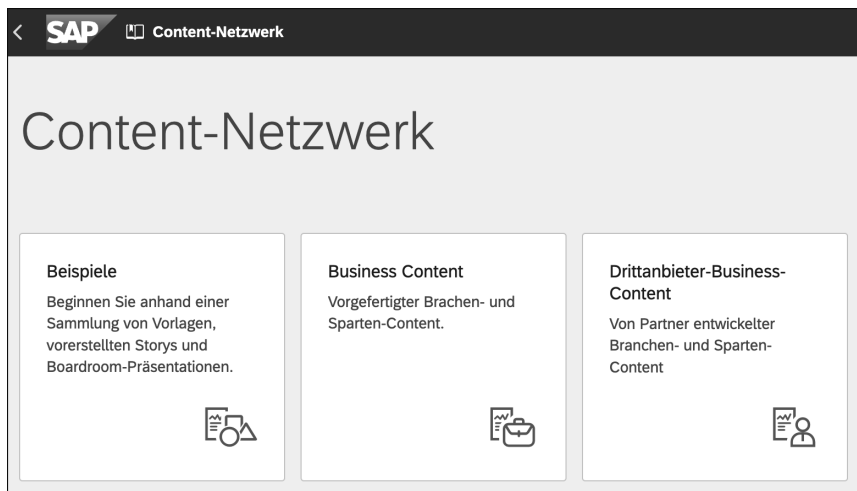 SAP Content-Netzwerk
Content-Netzwerk
Beispiele
Beginnen Sie anhand einer
Sammlung von Vorlagen,
vorerstellten Storys und
Boardroom-Präsentationen.
Business Content
Vorgefertigter Brachen- und
Sparten-Content.
Drittanbieter-Business-
Content
Von Partner entwickelter
Branchen- und Sparten-
Content